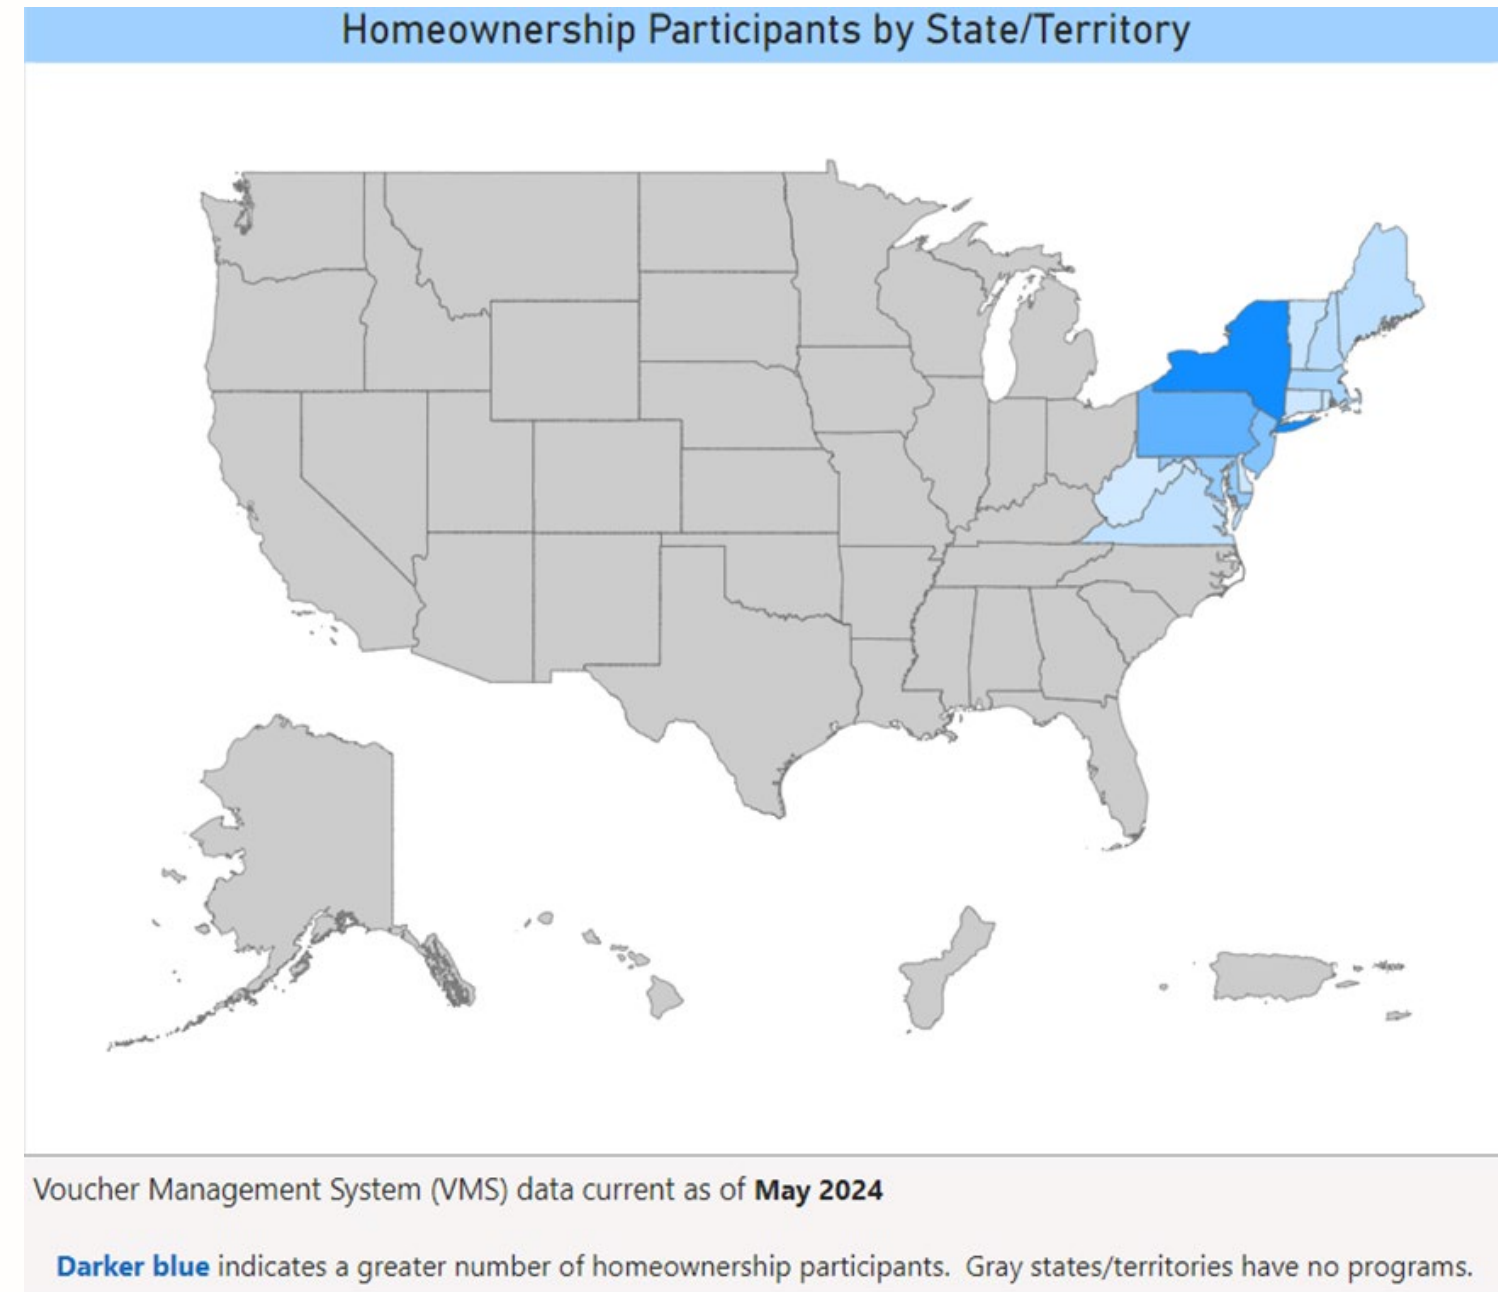 Homeownership Participants by State/Territory
Voucher Management System (VMS) data current as of May 2024
Darker blue indicates a greater number of homeownership participants.  Gray states/territories have no programs.